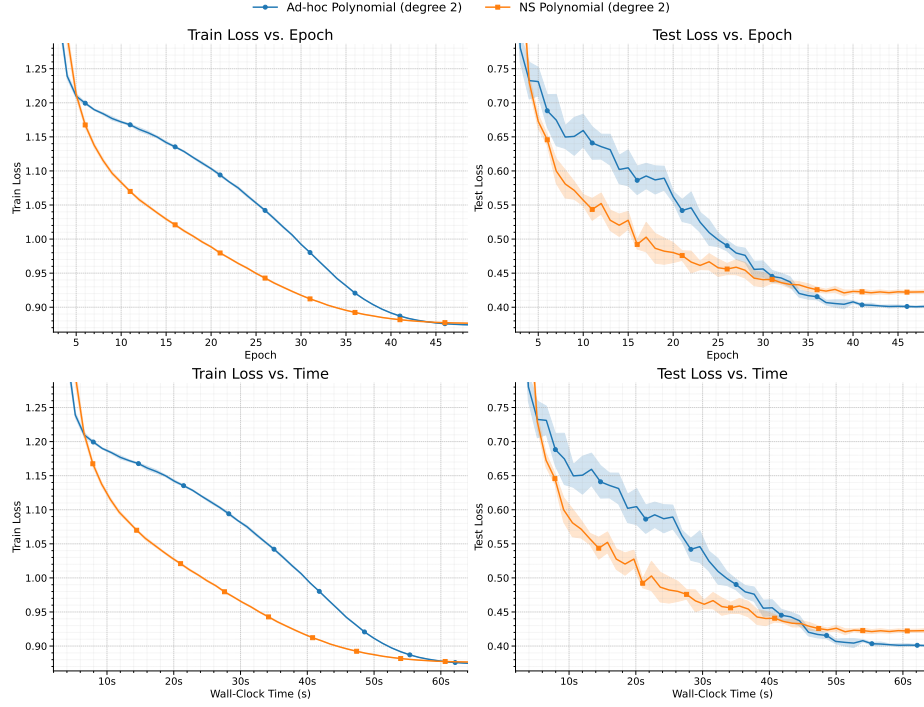 Ad-hoc Polynomial (degree 2) NS Polynomial (degree 2)
Train Loss vs. Epoch
Train Loss
1.25
1.20
1.15
1.10
1.05
1.00
0.95
0.90
5 10 15 20 25 30 35 40 45
Epoch
Test Loss vs. Epoch
Test Loss
0.75
0.70
0.65
0.60
0.55
0.50
0.45
0.40
5 10 15 20 25 30 35 40 45
Epoch
Train Loss vs. Time
Train Loss
1.25
1.20
1.15
1.10
1.05
1.00
0.95
0.90
10s 20s 30s 40s 50s 60s
Wall-Clock Time (s)
Test Loss vs. Time
Test Loss
0.75
0.70
0.65
0.60
0.55
0.50
0.45
0.40
10s 20s 30s 40s 50s 60s
Wall-Clock Time (s)